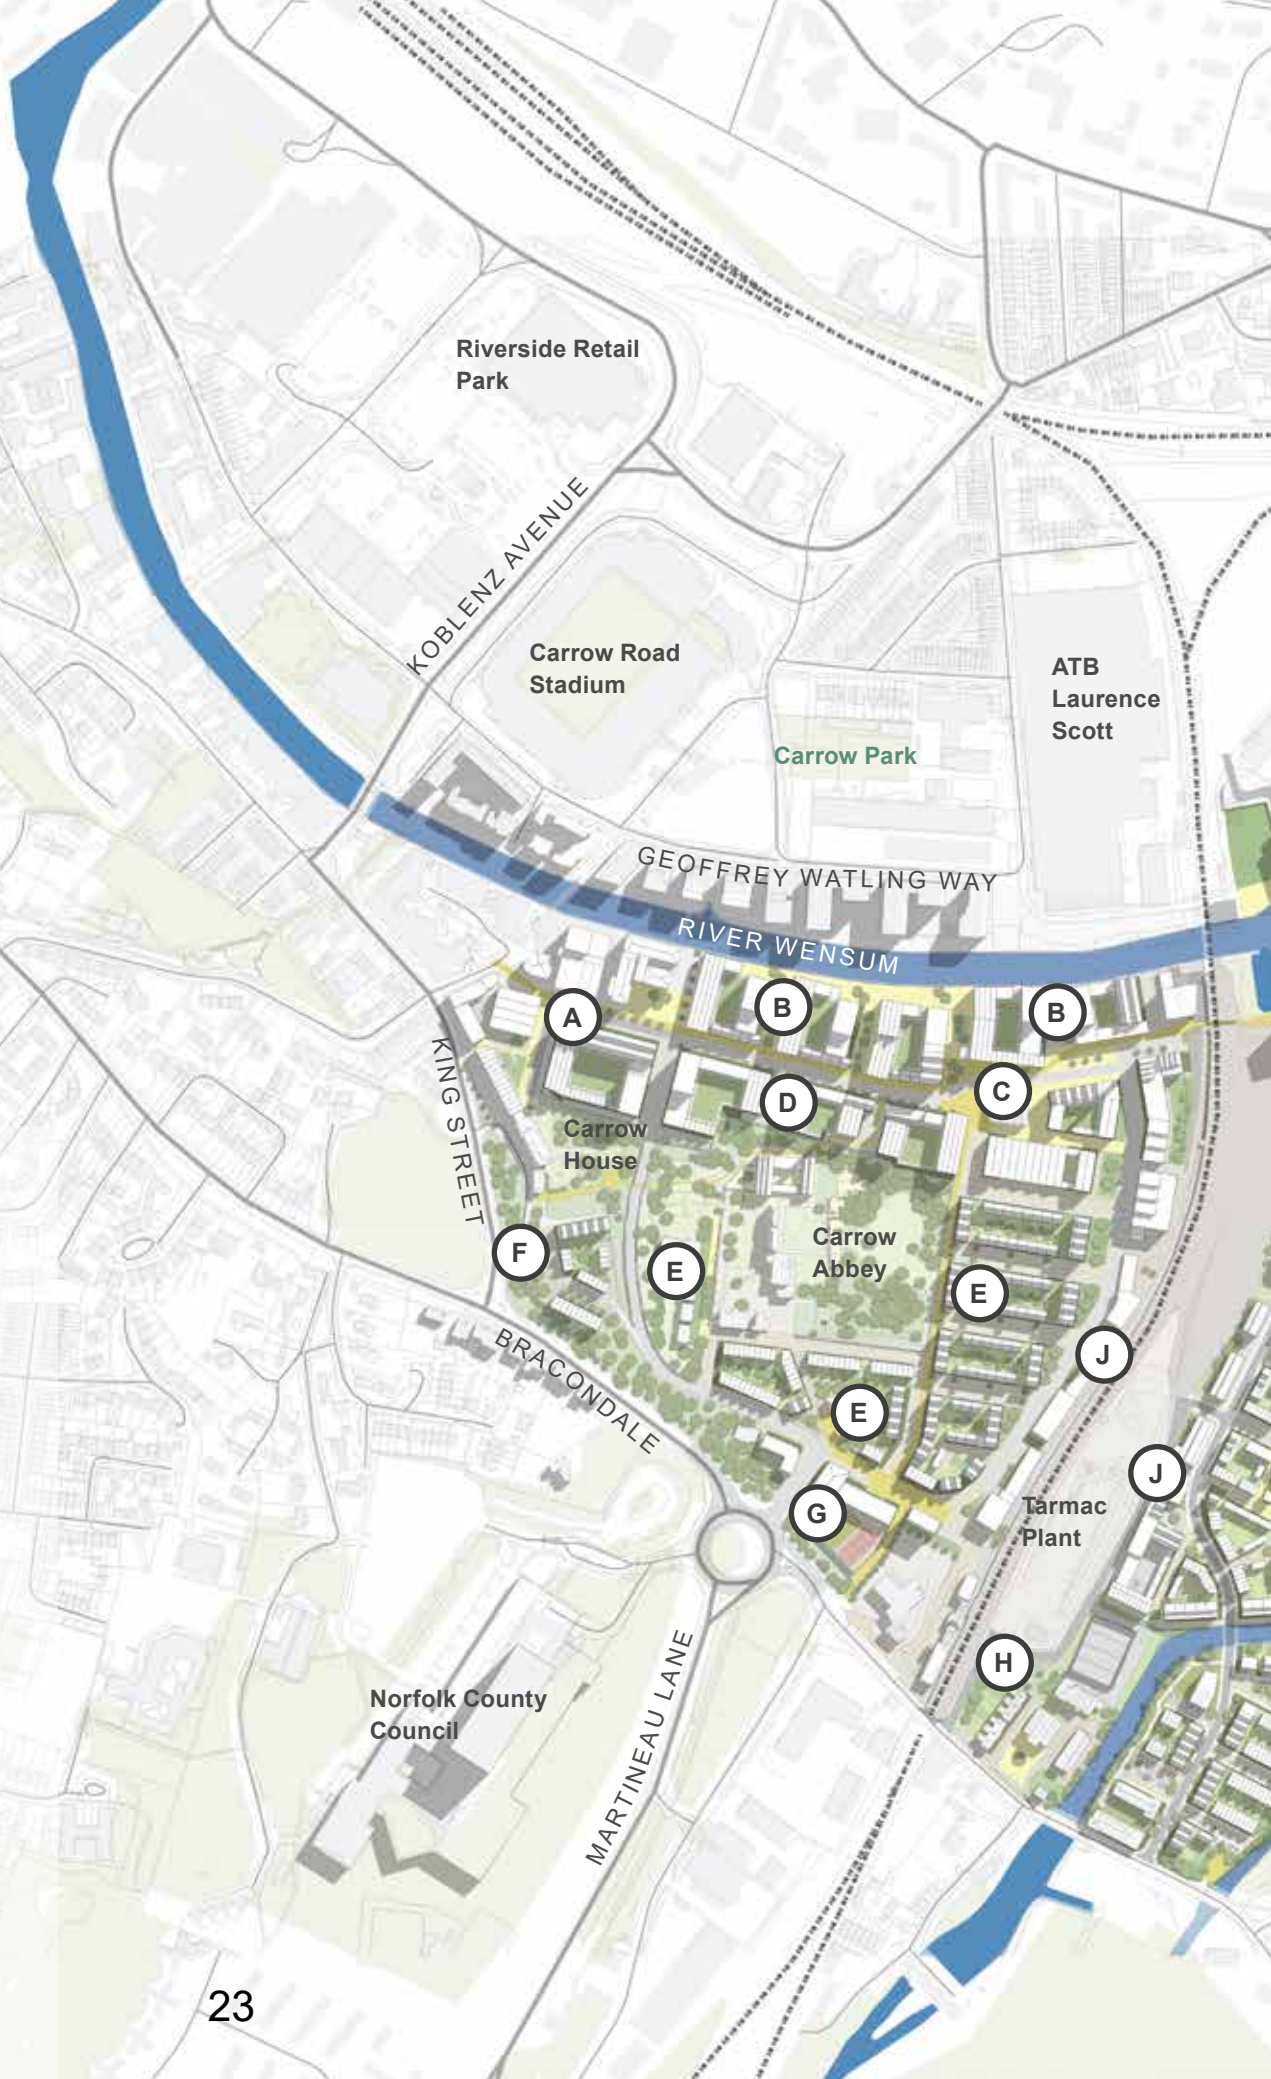 Riverside Retail
Park
KOBLENZ AVENUE
Carrow Road
Stadium
ATB
Laurence
Scott
Carrow Park
GEOFFREY WATLING WAY
RIVER WENSUM
A
B
B
C
D
KING STREET
Carrow
House
Carrow
Abbey
F
E
E
J
BRACONDALE
E
J
G
Tarmac
Plant
H
MARTINEAU LANE
Norfolk County
Council
23